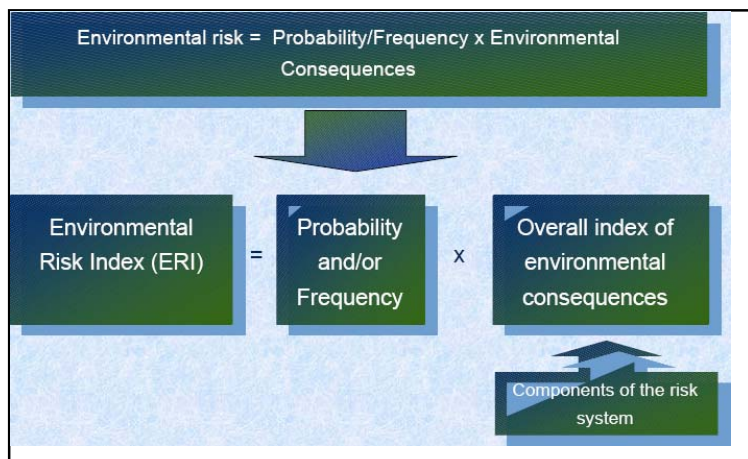 Environmental risk = Probability/Frequency x Environmental
Consequences
Environmental
Risk Index (ERI)
=
Probability
and/or
Frequency
x
Overall index of
environmental
consequences
Components of the risk
system